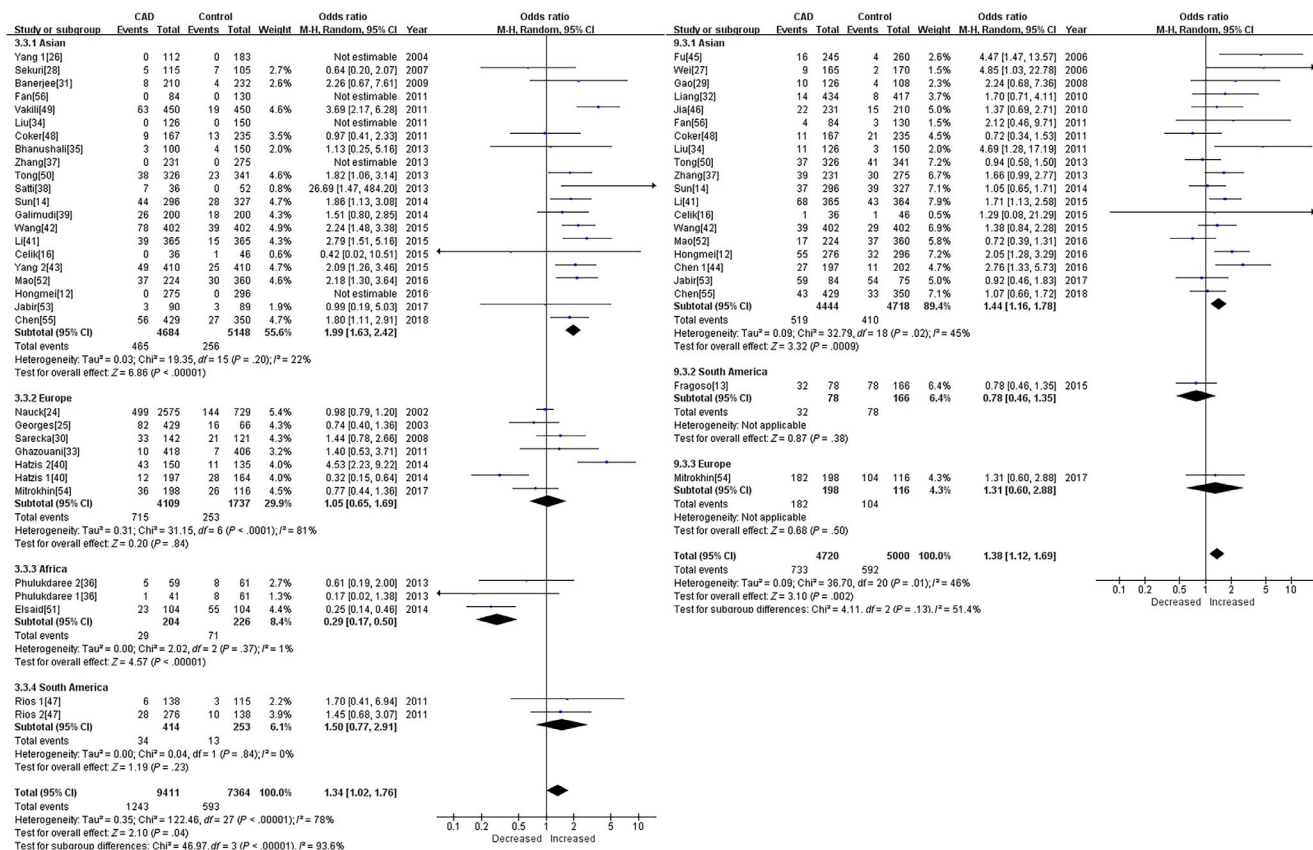 CAD Control Odds ratio Odds ratio
Study or subgroup Events Total Events Total Weight M-H, Random, 95% CI Year M-H, Random, 95% CI
3.3.1 Asian
Yang 1[26] 0 112 0 183 Not estimable 2004
Sekuri[28] 5 115 7 105 2.7% 0.64 [0.20, 2.07] 2007
Banerjee[31] 8 210 4 232 2.6% 2.26 [0.67, 7.61] 2009
Fan[56] 0 84 0 130 Not estimable 2011
Vakili[49] 63 450 19 450 4.6% 3.69 [2.17, 6.28] 2011
Liu[34] 0 126 0 150 Not estimable 2011
Coker[48] 9 167 13 235 3.5% 0.97 [0.41, 2.33] 2011
Bhanushali[35] 3 100 4 150 2.0% 1.13 [0.25, 5.16] 2013
Zhang[37] 0 231 0 275 Not estimable 2013
Tong[50] 38 326 23 341 4.6% 1.82 [1.06, 3.14] 2013
Satti[38] 7 36 0 52 0.8% 26.69 [1.47, 484.20] 2013
Sun[14] 44 296 28 327 4.7% 1.86 [1.13, 3.08] 2014
Galimudi[39] 26 200 18 200 4.3% 1.51 [0.80, 2.85] 2014
Wang[42] 78 402 39 402 4.9% 2.24 [1.48, 3.38] 2015
Li[41] 39 365 15 365 4.3% 2.79 [1.51, 5.16] 2015
Celik[16] 0 36 1 46 0.7% 0.42 [0.02, 10.51] 2015
Yang 2[43] 49 410 25 410 4.7% 2.09 [1.26, 3.46] 2015
Mao[52] 37 224 30 360 4.6% 2.18 [1.30, 3.64] 2016
Hongmei[12] 0 275 0 296 Not estimable 2016
Jabir[53] 3 90 3 89 1.9% 0.99 [0.19, 5.03] 2017
Chen[55] 56 429 27 350 4.7% 1.80 [1.11, 2.91] 2018
Subtotal (95% CI) 4684 5148 55.6% 1.99 [1.63, 2.42]
Total events 465 256
Heterogeneity: Tau² = 0.03; Chi² = 19.35, df = 15 (P = .20); I² = 22%
Test for overall effect: Z = 6.86 (P < .00001)
3.3.2 Europe
Nauck[24] 499 2575 144 729 5.4% 0.98 [0.79, 1.20] 2002
Georges[25] 82 429 16 66 4.3% 0.74 [0.40, 1.36] 2003
Sarecka[30] 33 142 21 121 4.3% 1.44 [0.78, 2.66] 2008
Ghazouani[33] 10 418 7 406 3.2% 1.40 [0.53, 3.71] 2011
Hatzis 2[40] 43 150 11 135 4.0% 4.53 [2.23, 9.22] 2014
Hatzis 1[40] 12 197 28 164 4.1% 0.32 [0.15, 0.64] 2014
Mitrokhin[54] 36 198 26 116 4.5% 0.77 [0.44, 1.36] 2017
Subtotal (95% CI) 4109 1737 29.9% 1.05 [0.65, 1.69]
Total events 715 253
Heterogeneity: Tau² = 0.31; Chi² = 31.15, df = 6 (P < .0001); I² = 81%
Test for overall effect: Z = 0.20 (P = .84)
3.3.3 Africa
Phulukdaree 2[36] 5 59 8 61 2.7% 0.61 [0.19, 2.00] 2013
Phulukdaree 1[36] 1 41 8 61 1.3% 0.17 [0.02, 1.38] 2013
Elsaid[51] 23 104 55 104 4.4% 0.25 [0.14, 0.46] 2014
Subtotal (95% CI) 204 226 8.4% 0.29 [0.17, 0.50]
Total events 29 71
Heterogeneity: Tau² = 0.00; Chi² = 2.02, df = 2 (P = .37); I² = 1%
Test for overall effect: Z = 4.57 (P < .00001)
3.3.4 South America
Rios 1[47] 6 138 3 115 2.2% 1.70 [0.41, 6.94] 2011
Rios 2[47] 28 276 10 138 3.9% 1.45 [0.68, 3.07] 2011
Subtotal (95% CI) 414 253 6.1% 1.50 [0.77, 2.91]
Total events 34 13
Heterogeneity: Tau² = 0.00; Chi² = 0.04, df = 1 (P = .84); I² = 0%
Test for overall effect: Z = 1.19 (P = .23)
Total (95% CI) 9411 7364 100.0% 1.34 [1.02, 1.76]
Total events 1243 593
Heterogeneity: Tau² = 0.35; Chi² = 122.46, df = 27 (P < .00001); I² = 78%
Test for overall effect: Z = 2.10 (P = .04)
Test for subgroup differences: Chi² = 46.97, df = 3 (P < .00001), I² = 93.6%
0.1 0.2 0.5 1 2 5 10
Decreased Increased
CAD Control Odds ratio Odds ratio
Study or subgroup Events Total Events Total Weight M-H, Random, 95% CI Year M-H, Random, 95% CI
9.3.1 Asian
Fu[45] 16 245 4 260 2.6% 4.47 [1.47, 13.57] 2006
Wei[27] 9 165 2 170 1.5% 4.85 [1.03, 22.78] 2006
Gao[29] 10 126 4 108 2.4% 2.24 [0.68, 7.36] 2008
Liang[32] 14 434 8 417 4.0% 1.70 [0.71, 4.11] 2010
Jia[46] 22 231 15 210 5.3% 1.37 [0.69, 2.71] 2010
Fan[56] 4 84 3 130 1.6% 2.12 [0.46, 9.71] 2011
Coker[48] 11 167 21 235 4.8% 0.72 [0.34, 1.53] 2011
Liu[34] 11 126 3 150 2.0% 4.69 [1.28, 17.19] 2011
Tong[50] 37 326 41 341 7.6% 0.94 [0.58, 1.50] 2013
Zhang[37] 39 231 30 275 7.1% 1.66 [0.99, 2.77] 2013
Sun[14] 37 296 39 327 7.4% 1.05 [0.65, 1.71] 2014
Li[41] 68 365 43 364 8.5% 1.71 [1.13, 2.58] 2015
Celik[16] 1 36 1 46 0.5% 1.29 [0.08, 21.29] 2015
Wang[42] 39 402 29 402 7.2% 1.38 [0.84, 2.28] 2015
Mao[52] 17 224 37 360 6.1% 0.72 [0.39, 1.31] 2016
Hongmei[12] 55 276 32 296 7.6% 2.05 [1.28, 3.29] 2016
Chen 1[44] 27 197 11 202 5.0% 2.76 [1.33, 5.73] 2016
Jabir[53] 59 84 54 75 5.2% 0.92 [0.46, 1.83] 2017
Chen[55] 43 429 33 350 7.5% 1.07 [0.66, 1.72] 2018
Subtotal (95% CI) 4444 4718 89.4% 1.44 [1.16, 1.78]
Total events 519 410
Heterogeneity: Tau² = 0.09; Chi² = 32.79, df = 18 (P = .02); I² = 45%
Test for overall effect: Z = 3.32 (P = .0009)
9.3.2 South America
Fragoso[13] 32 78 78 166 6.4% 0.78 [0.46, 1.35] 2015
Subtotal (95% CI) 78 166 6.4% 0.78 [0.46, 1.35]
Total events 32 78
Heterogeneity: Not applicable
Test for overall effect: Z = 0.87 (P = .38)
9.3.3 Europe
Mitrokhin[54] 182 198 104 116 4.3% 1.31 [0.60, 2.88] 2017
Subtotal (95% CI) 198 116 4.3% 1.31 [0.60, 2.88]
Total events 182 104
Heterogeneity: Not applicable
Test for overall effect: Z = 0.68 (P = .50)
Total (95% CI) 4720 5000 100.0% 1.38 [1.12, 1.69]
Total events 733 592
Heterogeneity: Tau² = 0.09; Chi² = 36.70, df = 20 (P = .01); I² = 46%
Test for overall effect: Z = 3.10 (P = .002)
Test for subgroup differences: Chi² = 4.11, df = 2 (P = .13), I² = 51.4%
0.1 0.2 0.5 1 2 5 10
Decreased Increased